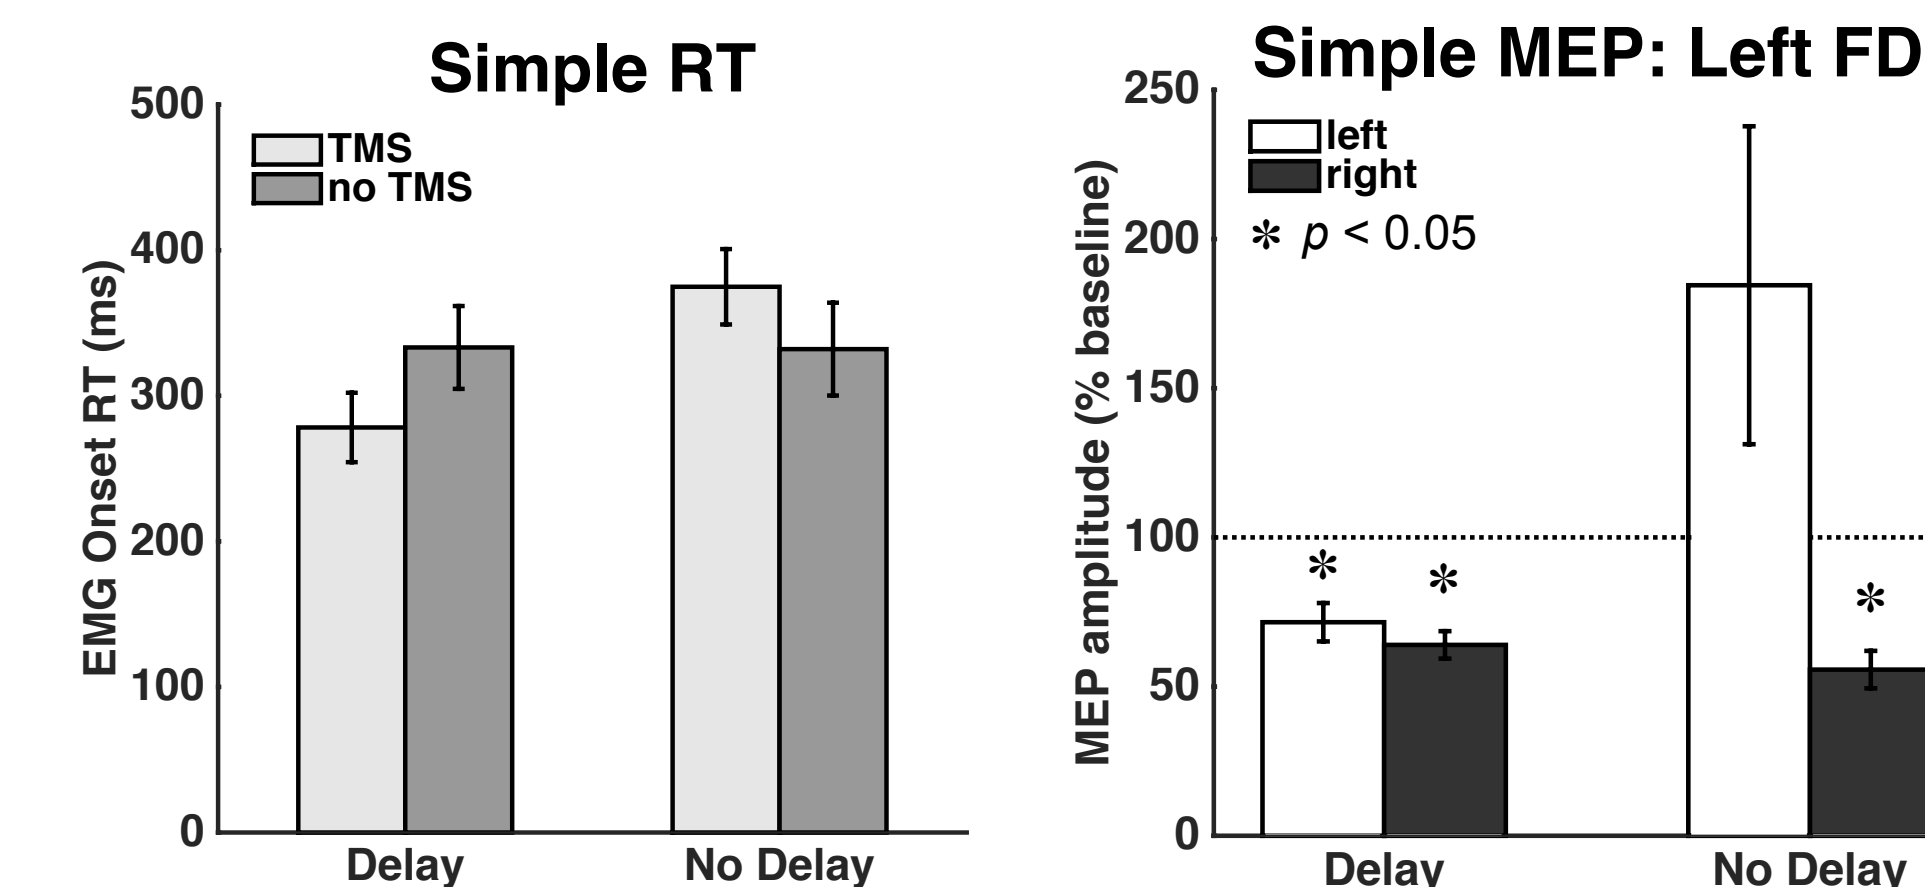 Simple RT
500
400
300
200
100
0
EMG Onset RT (ms)
TMS
no TMS
Delay
No Delay
Simple MEP: Left FD
250
200
150
100
50
0
MEP amplitude (% baseline)
left
right
* p < 0.05
*
*
*
Delay
No Delay